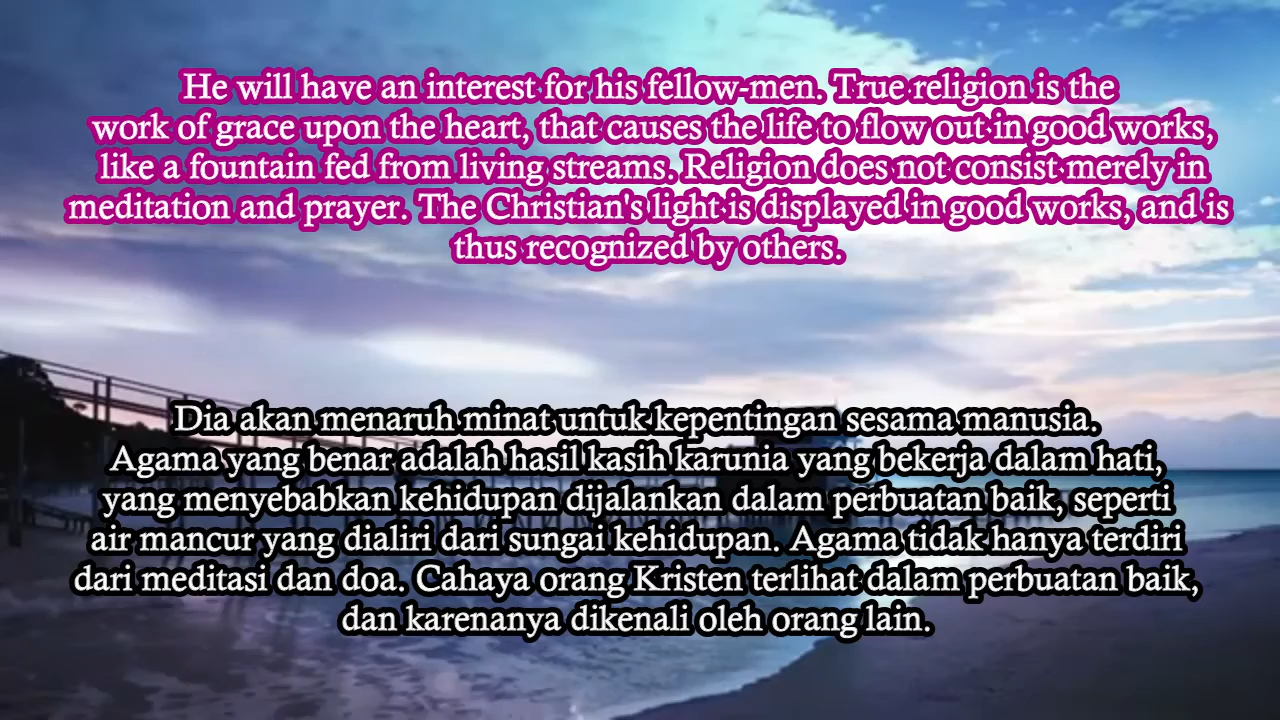 He will have an interest for his fellow-men. True religion is the
work of grace upon the heart, that causes the life to flow out in good works,
like a fountain fed from living streams. Religion does not consist merely in
meditation and prayer. The Christian's light is displayed in good works, and is
thus recognized by others.
Dia akan menaruh minat untuk kepentingan sesama manusia.
Agama yang benar adalah hasil kasih karunia yang bekerja dalam hati,
yang menyebabkan kehidupan dijalankan dalam perbuatan baik, seperti
air mancur yang dialiri dari sungai kehidupan. Agama tidak hanya terdiri
dari meditasi dan doa. Cahaya orang Kristen terlihat dalam perbuatan baik,
dan karenanya dikenali oleh orang lain.